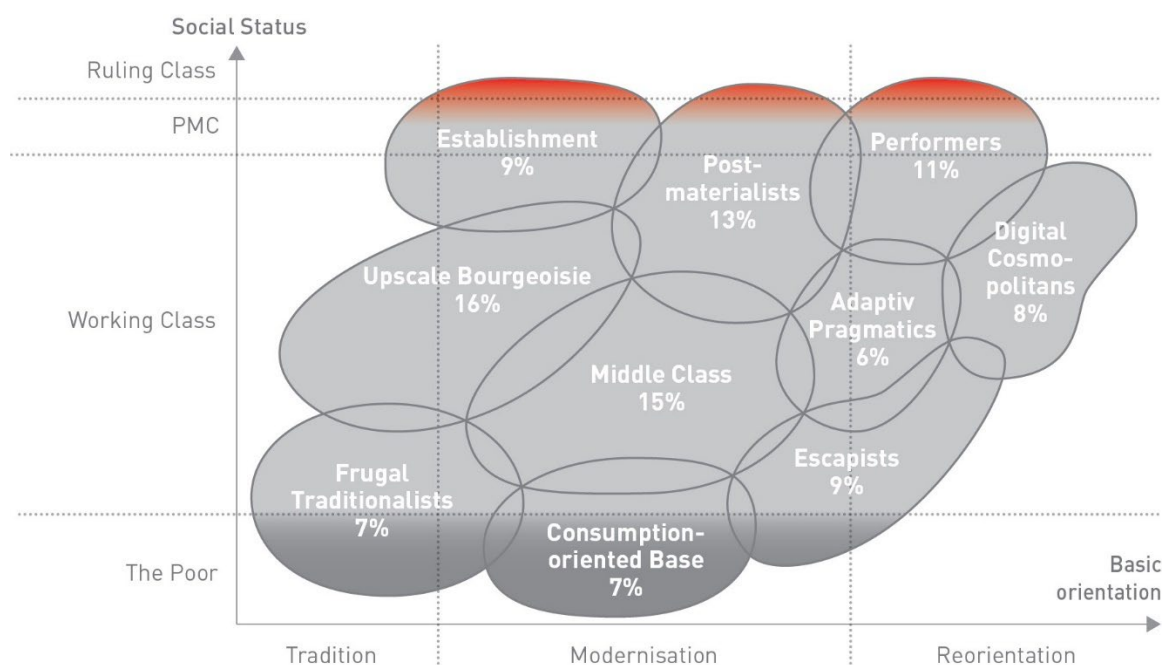 Social Status
Ruling Class
PMC
Establishment
9%
Post-
materialists
13%
Performers
11%
Digital
Cosmo-
politans
8%
Upscale Bourgeoisie
16%
Working Class
Adaptiv
Pragmatics
6%
Middle Class
15%
Escapists
9%
Frugal
Traditionalists
7%
Consumption-
oriented Base
7%
The Poor
Basic
orientation
Tradition
Modernisation
Reorientation